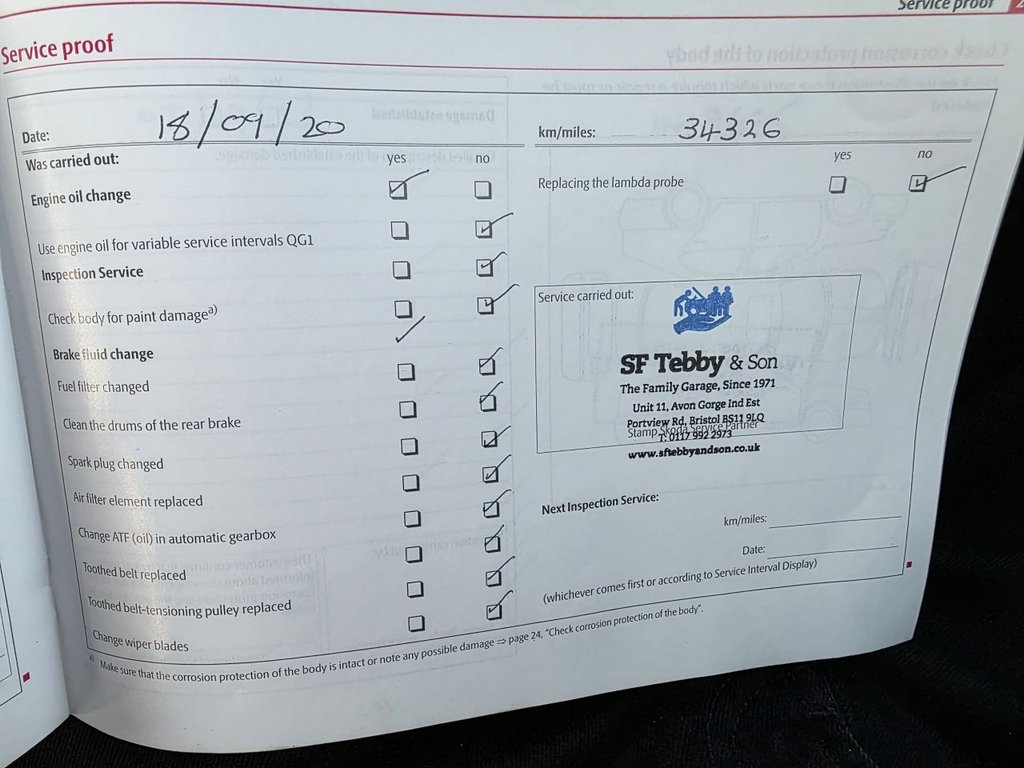 Service proof
Service proof
Date: 18/09/20
km/miles: 34326
Was carried out: yes no
yes no
Engine oil change
Replacing the lambda probe
Use engine oil for variable service intervals QG1
Inspection Service
Check body for paint damage a)
Brake fluid change
Fuel filter changed
Clean the drums of the rear brake
Spark plug changed
Air filter element replaced
Change ATF (oil) in automatic gearbox
Toothed belt replaced
Toothed belt-tensioning pulley replaced
Change wiper blades
Service carried out:
SF Tebby & Son
The Family Garage, Since 1971
Unit 11, Avon Gorge Ind Est
Portview Rd, Bristol BS11 9LQ
Stamp Skoda Service Partner
T: 0117 992 2973
www.sftebbyandson.co.uk
Next Inspection Service:
km/miles:
Date:
(whichever comes first or according to Service Interval Display)
a) Make sure that the corrosion protection of the body is intact or note any possible damage ⇒ page 24, "Check corrosion protection of the body".